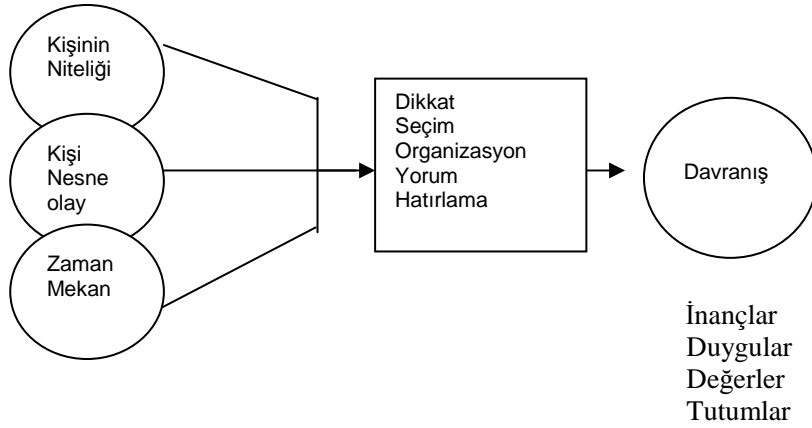 Kişinin
Niteliği
Kişi
Nesne
olay
Zaman
Mekan
Dikkat
Seçim
Organizasyon
Yorum
Hatırlama
Davranış
İnançlar
Duygular
Değerler
Tutumlar